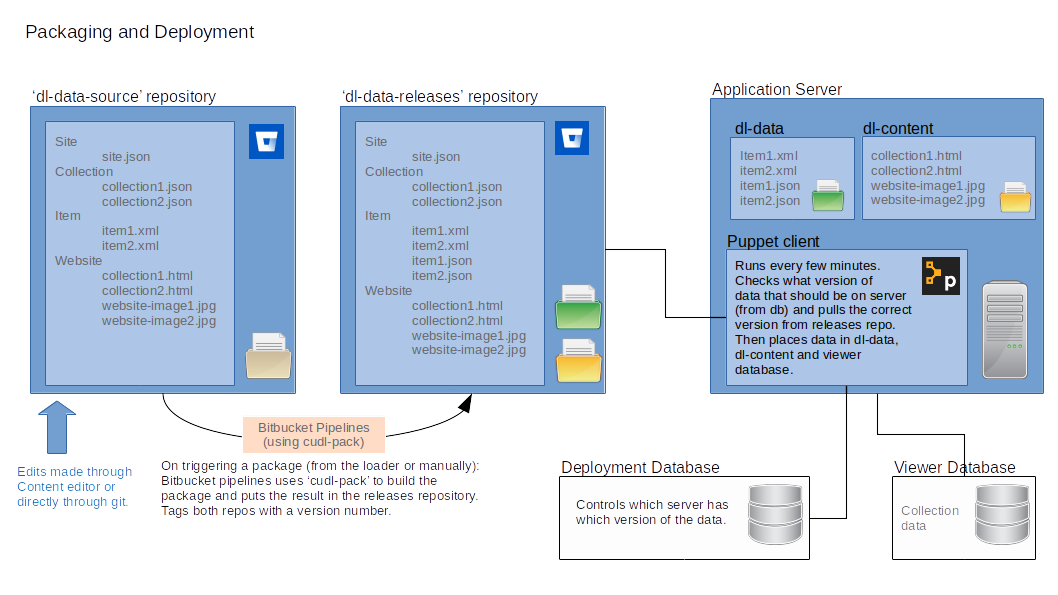 Packaging and Deployment
‘dl-data-source’ repository
Site
site.json
Collection
collection1.json
collection2.json
Item
item1.xml
item2.xml
Website
collection1.html
collection2.html
website-image1.jpg
website-image2.jpg
Edits made through
Content editor or
directly through git.
‘dl-data-releases’ repository
Site
site.json
Collection
collection1.json
collection2.json
Item
item1.xml
item2.xml
item1.json
item2.json
Website
collection1.html
collection2.html
website-image1.jpg
website-image2.jpg
Bitbucket Pipelines
(using cudl-pack)
On triggering a package (from the loader or manually):
Bitbucket pipelines uses ‘cudl-pack’ to build the
package and puts the result in the releases repository.
Tags both repos with a version number.
Application Server
dl-data
Item1.xml
item2.xml
item1.json
item2.json
dl-content
collection1.html
collection2.html
website-image1.jpg
website-image2.jpg
Puppet client
Runs every few minutes.
Checks what version of
data that should be on server
(from db) and pulls the correct
version from releases repo.
Then places data in dl-data,
dl-content and viewer
database.
p
Deployment Database
Controls which server has
which version of the data.
Viewer Database
Collection
data